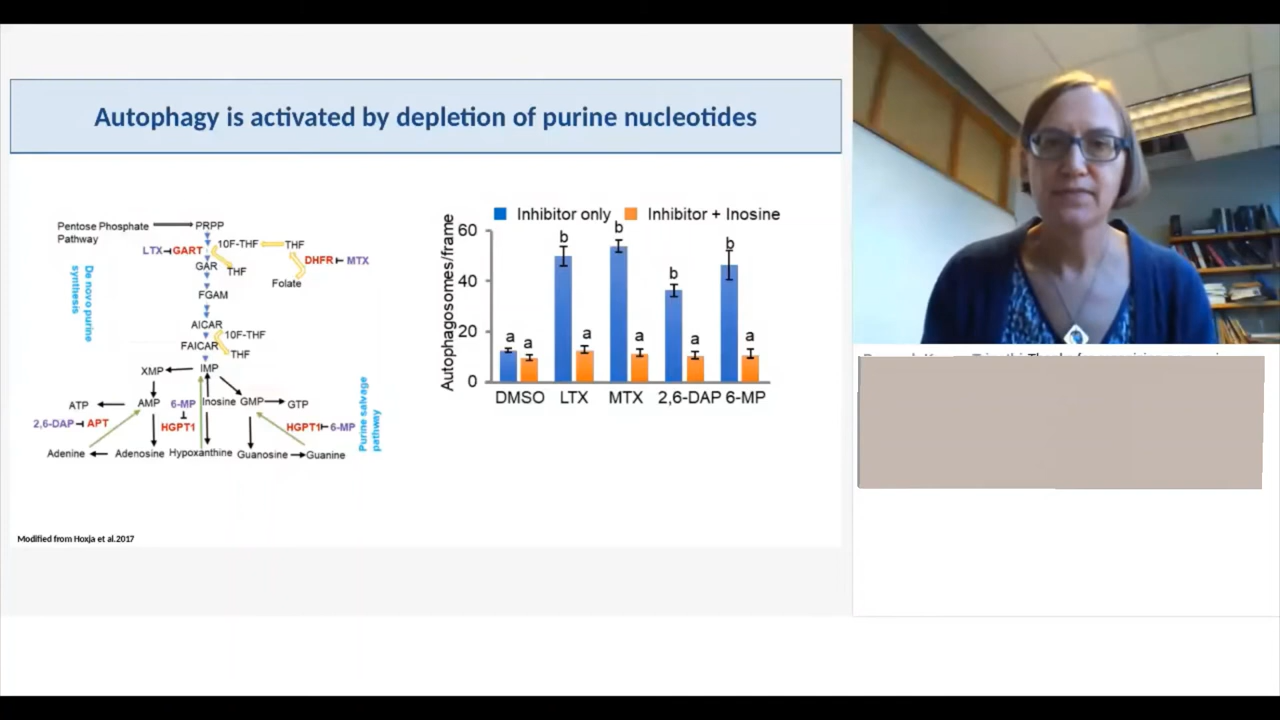 Autophagy is activated by depletion of purine nucleotides
Pentose Phosphate
Pathway
PRPP
LTX
GART
10F-THF
THF
DHFR
MTX
GAR
THF
Folate
De novo purine
synthesis
FGAM
AICAR
10F-THF
FAICAR
THF
XMP
IMP
ATP
AMP
6-MP
Inosine
GMP
GTP
2,6-DAP
APT
HGPT1
HGPT1
6-MP
Adenine
Adenosine
Hypoxanthine
Guanosine
Guanine
Purine salvage
pathway
Inhibitor only
Inhibitor + Inosine
Autophagosomes/frame
60
40
20
0
a
a
b
a
b
a
b
a
b
a
DMSO
LTX
MTX
2,6-DAP
6-MP
Modified from Hoxja et al.2017